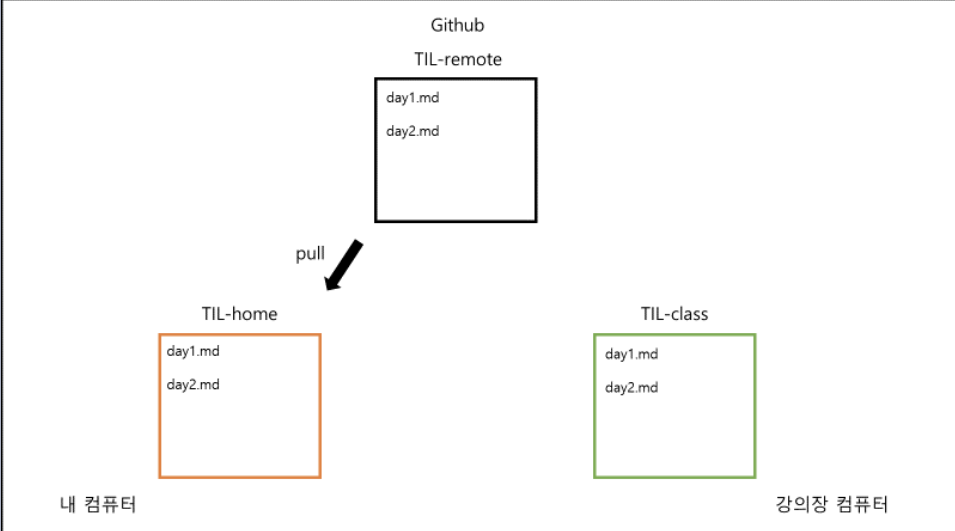 Github
TIL-remote
day1.md
day2.md
pull
TIL-home
day1.md
day2.md
내 컴퓨터
TIL-class
day1.md
day2.md
강의장 컴퓨터